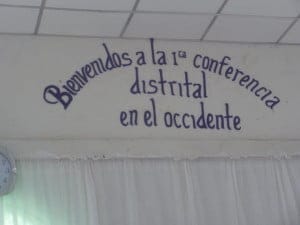 Bienvenidos a la 1ª conferencia
distrital
en el occidente